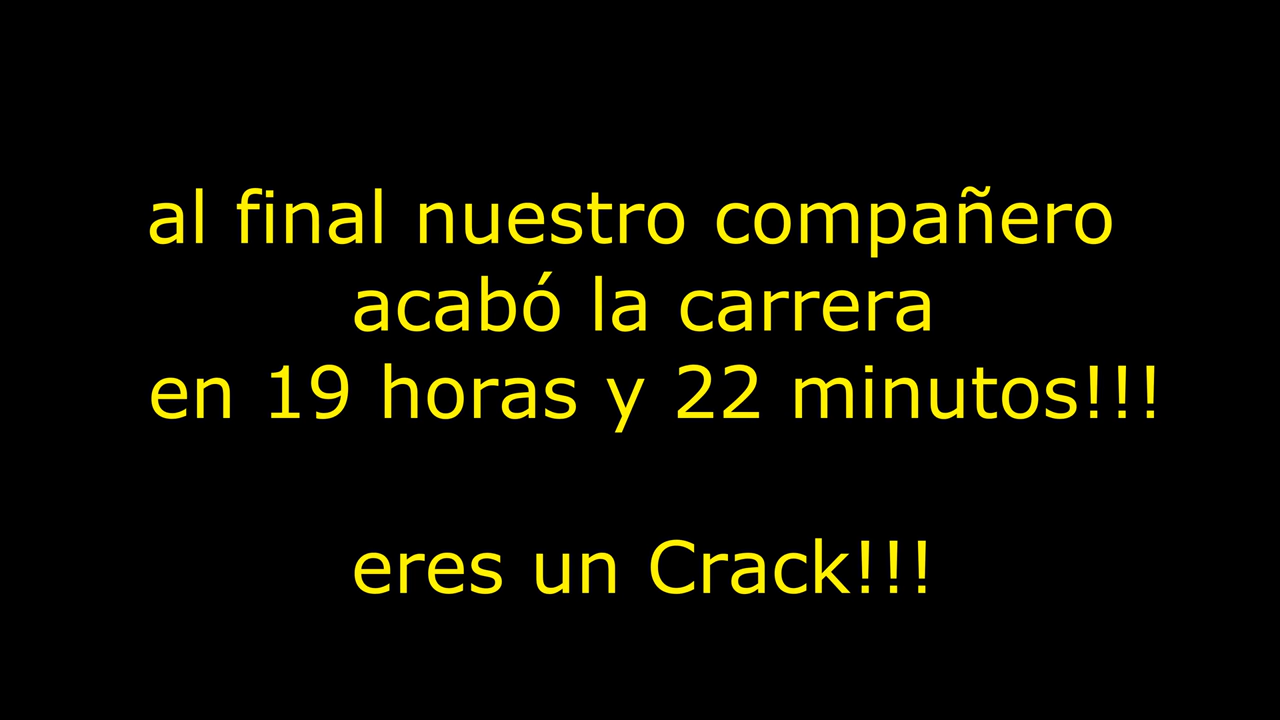 al final nuestro compañero
acabó la carrera
en 19 horas y 22 minutos!!!
eres un Crack!!!